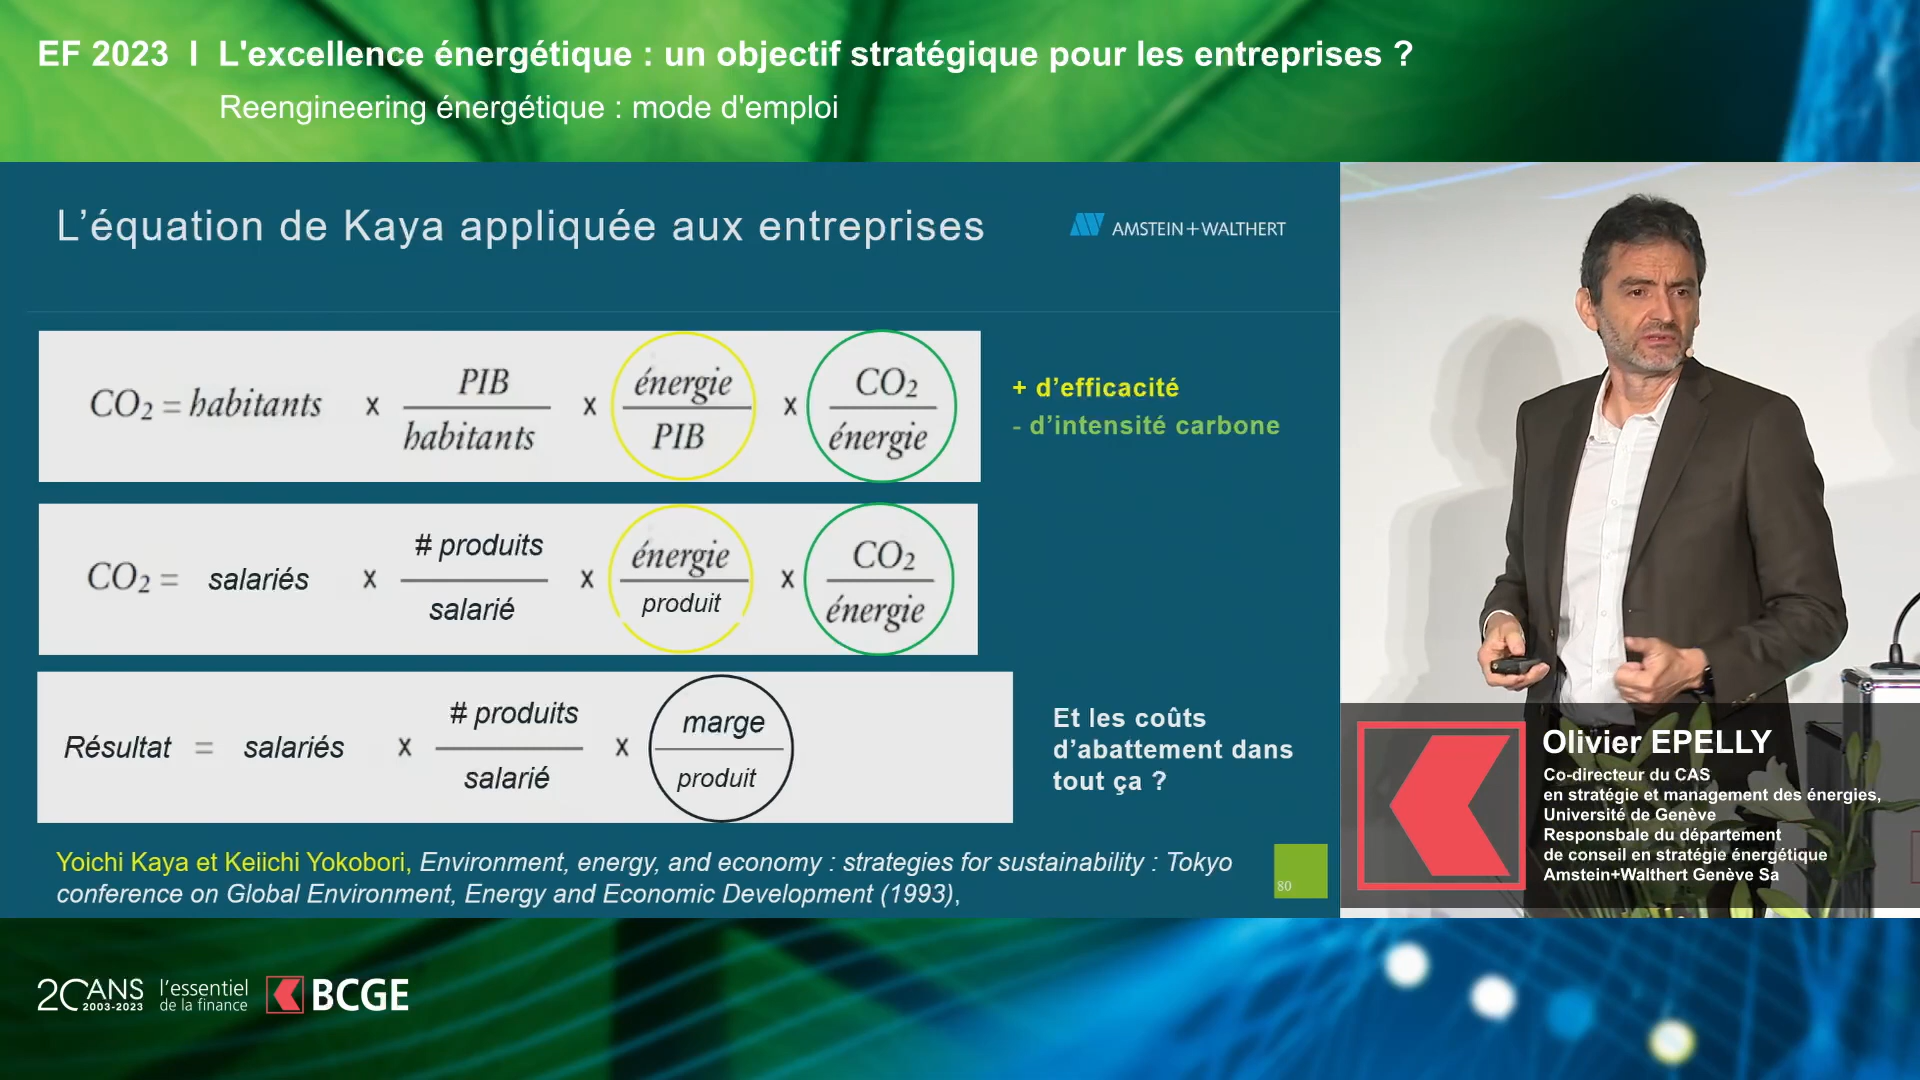 EF 2023 I L'excellence énergétique : un objectif stratégique pour les entreprises ?
Reengineering énergétique : mode d'emploi
L’équation de Kaya appliquée aux entreprises
AMSTEIN+WALTHERT
CO₂ = habitants x PIB / habitants x énergie / PIB x CO₂ / énergie
+ d’efficacité
- d’intensité carbone
CO₂ = salariés x # produits / salarié x énergie / produit x CO₂ / énergie
Résultat = salariés x # produits / salarié x marge / produit
Et les coûts
d’abattement dans
tout ça ?
Yoichi Kaya et Keiichi Yokobori, Environment, energy, and economy : strategies for sustainability : Tokyo
conference on Global Environment, Energy and Economic Development (1993),
80
Olivier EPELLY
Co-directeur du CAS
en stratégie et management des énergies,
Université de Genève
Responsbale du département
de conseil en stratégie énergétique
Amstein+Walthert Genève Sa
20 ANS
2003-2023
l'essentiel
de la finance
BCGE